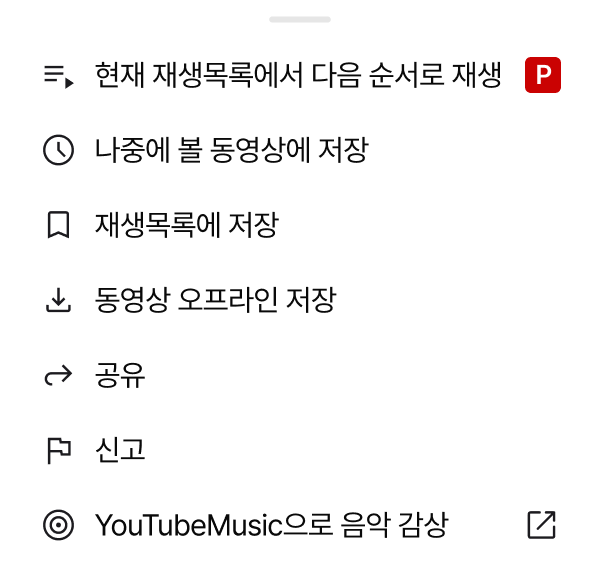 현재 재생목록에서 다음 순서로 재생 P
나중에 볼 동영상에 저장
재생목록에 저장
동영상 오프라인 저장
공유
신고
YouTubeMusic으로 음악 감상